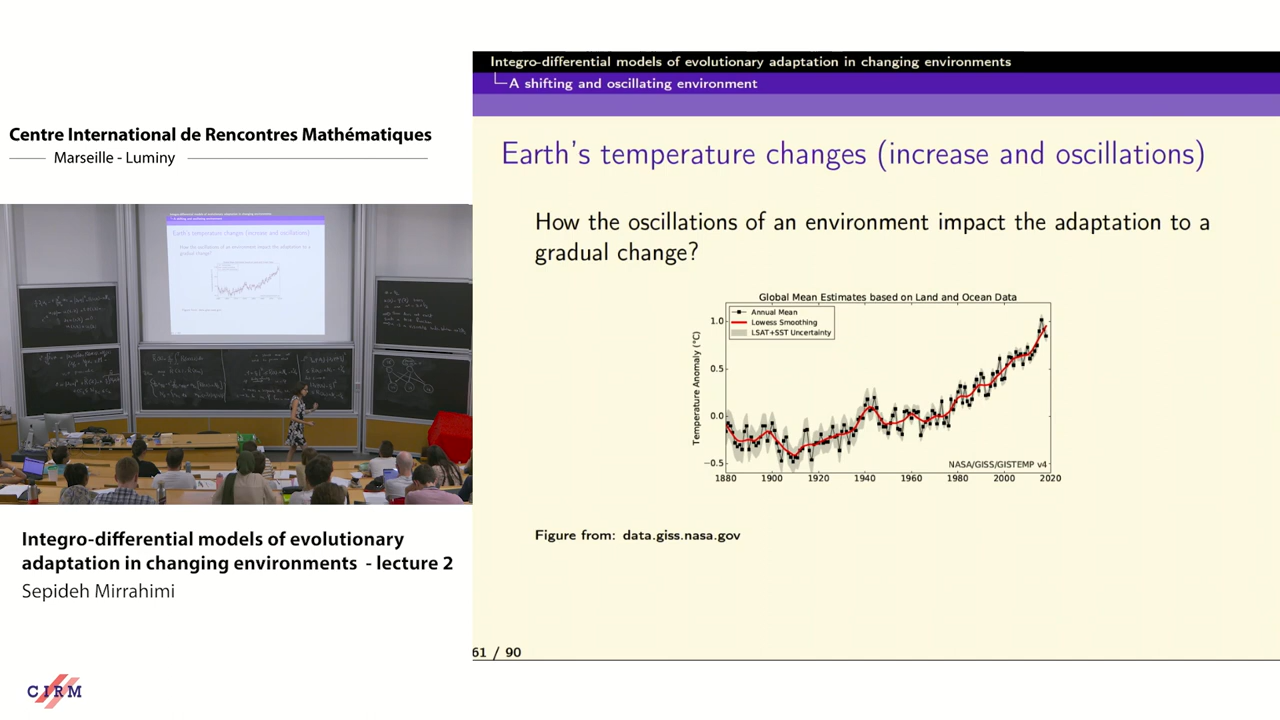 Centre International de Rencontres Mathématiques
Marseille - Luminy
Integro-differential models of evolutionary
adaptation in changing environments - lecture 2
Sepideh Mirrahimi
CIRM
Integro-differential models of evolutionary adaptation in changing environments
A shifting and oscillating environment
Earth's temperature changes (increase and oscillations)
How the oscillations of an environment impact the adaptation to a
gradual change?
Global Mean Estimates based on Land and Ocean Data
Annual Mean
Lowess Smoothing
LSAT+SST Uncertainty
Temperature Anomaly (°C)
1.0
0.5
0.0
−0.5
NASA/GISS/GISTEMP v4
1880 1900 1920 1940 1960 1980 2000 2020
Figure from: data.giss.nasa.gov
61 / 90